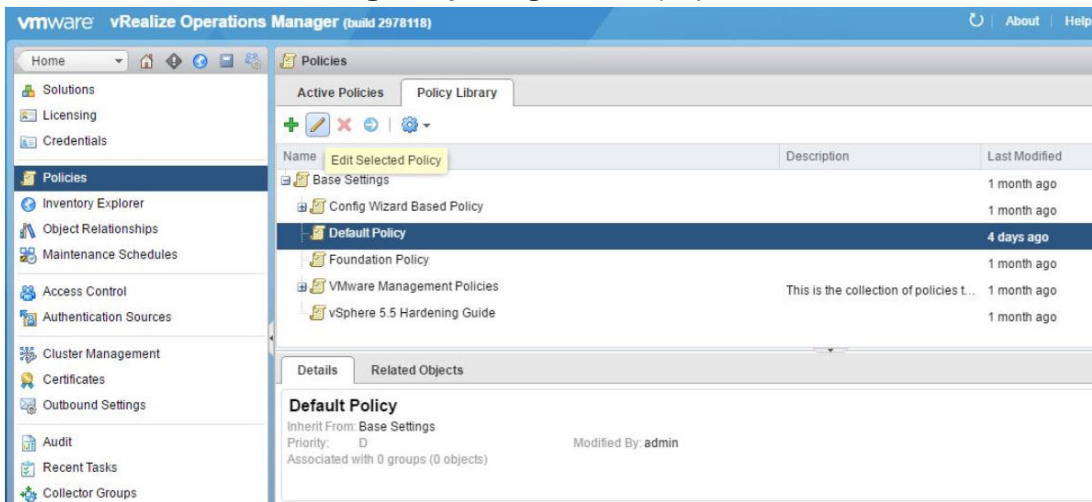 vmware vRealize Operations Manager (build 2978118) About Help
Home Policies
Solutions
Licensing
Credentials
Policies
Inventory Explorer
Object Relationships
Maintenance Schedules
Access Control
Authentication Sources
Cluster Management
Certificates
Outbound Settings
Audit
Recent Tasks
Collector Groups
Active Policies Policy Library
Name Description Last Modified
Edit Selected Policy
Base Settings 1 month ago
Config Wizard Based Policy 1 month ago
Default Policy 4 days ago
Foundation Policy 1 month ago
VMware Management Policies This is the collection of policies t... 1 month ago
vSphere 5.5 Hardening Guide 1 month ago
Details Related Objects
Default Policy
Inherit From: Base Settings
Priority: D Modified By: admin
Associated with 0 groups (0 objects)